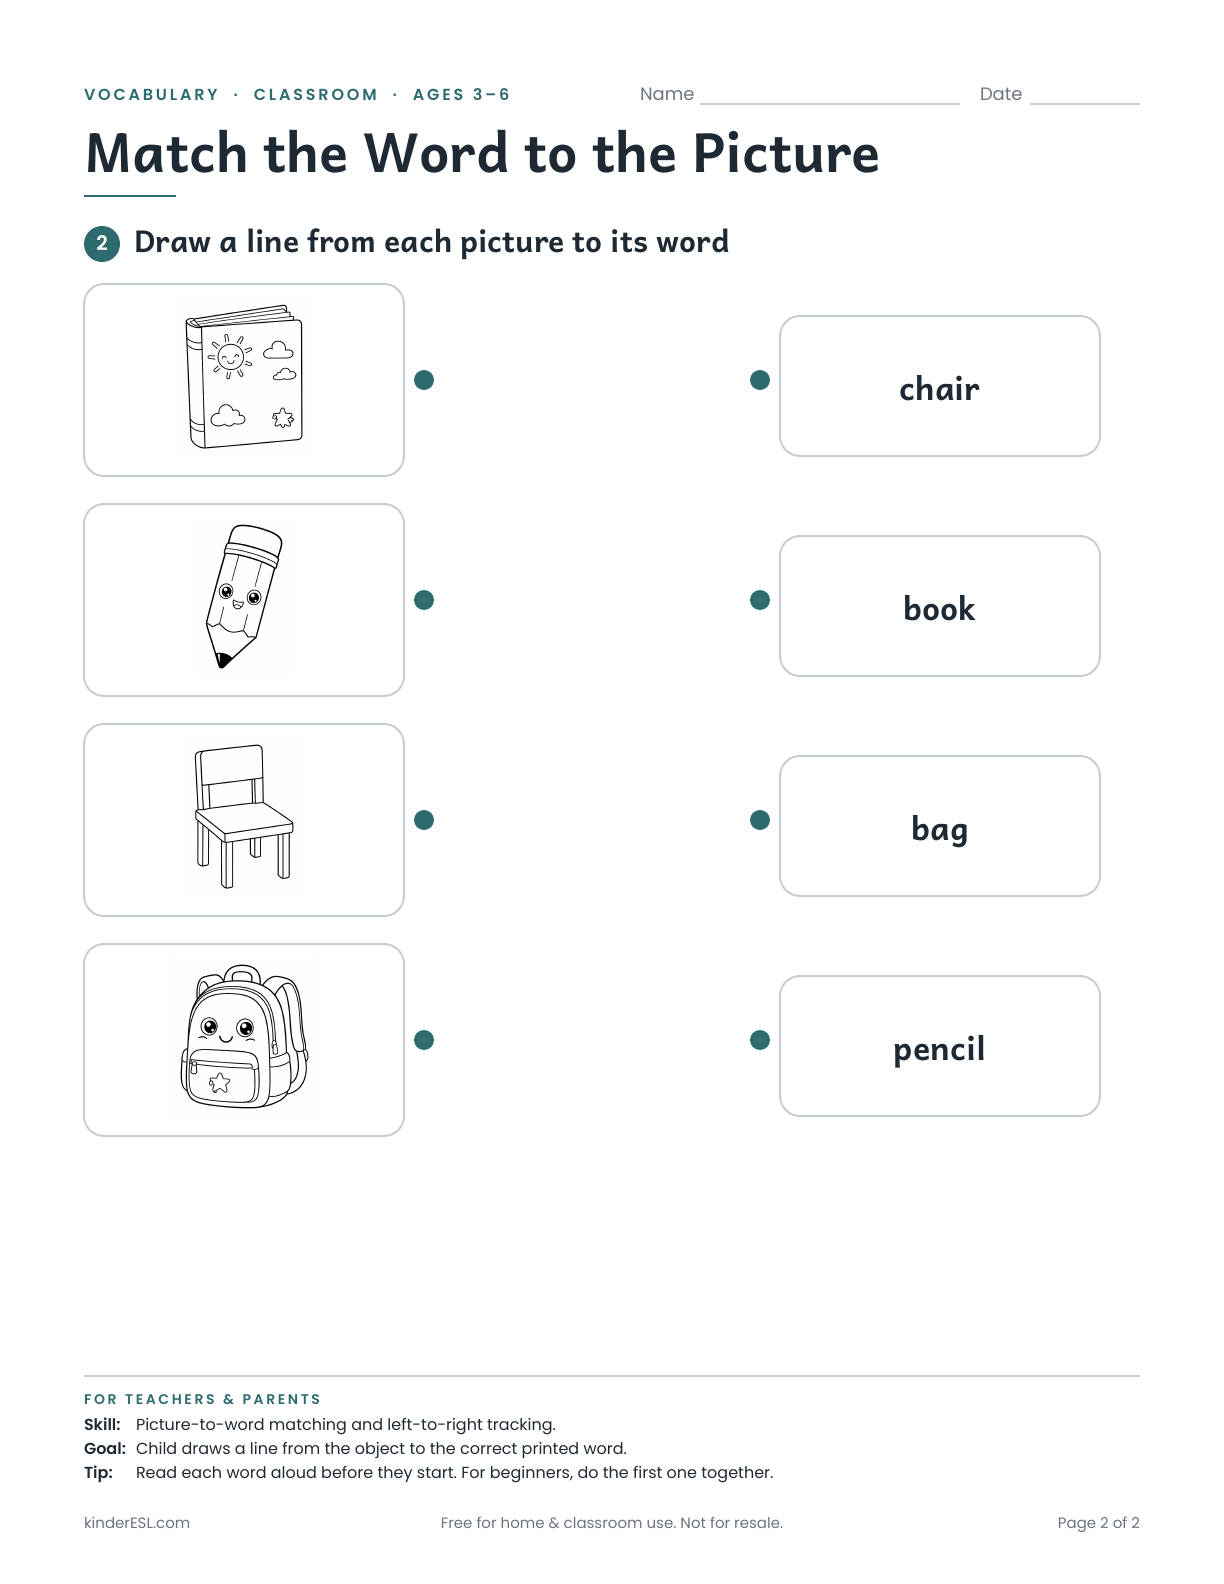 VOCABULARY · CLASSROOM · AGES 3–6
Name
Date
Match the Word to the Picture
2 Draw a line from each picture to its word
chair
book
bag
pencil
FOR TEACHERS & PARENTS
Skill: Picture-to-word matching and left-to-right tracking.
Goal: Child draws a line from the object to the correct printed word.
Tip: Read each word aloud before they start. For beginners, do the first one together.
kinderESL.com
Free for home & classroom use. Not for resale.
Page 2 of 2